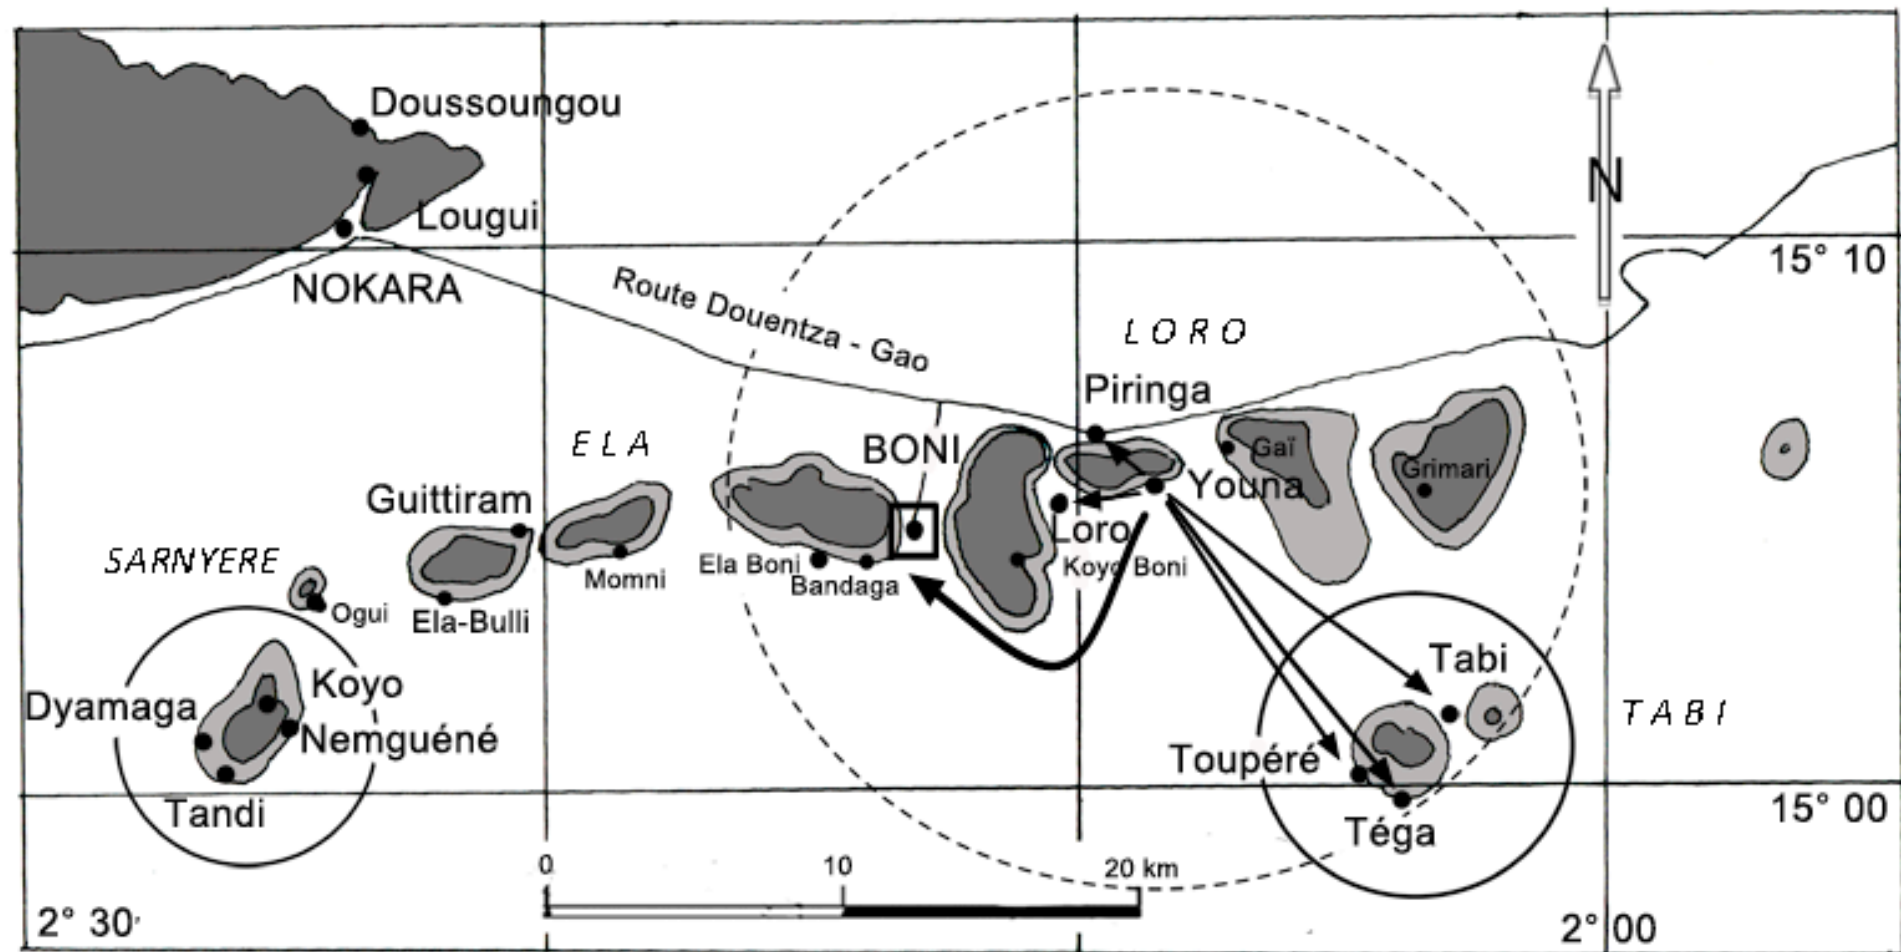 Doussoungou
N
Lougui
15° 10
NOKARA
Route Douentza - Gao
LORO
Piringa
ELA
BONI
Gaï
Grimari
Guittiram
Youna
Loro
SARNYERE
Ela Boni
Koyo Boni
Momni
Bandaga
Ogui
Ela-Bulli
Tabi
Koyo
Dyamaga
TABI
Nemguéné
Toupéré
15° 00
Tandi
Téga
0 10 20 km
2° 30'
2° 00